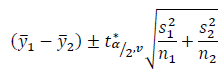 (ȳ₁ − ȳ₂) ± t*α/2,ν √(s₁²/n₁ + s₂²/n₂)